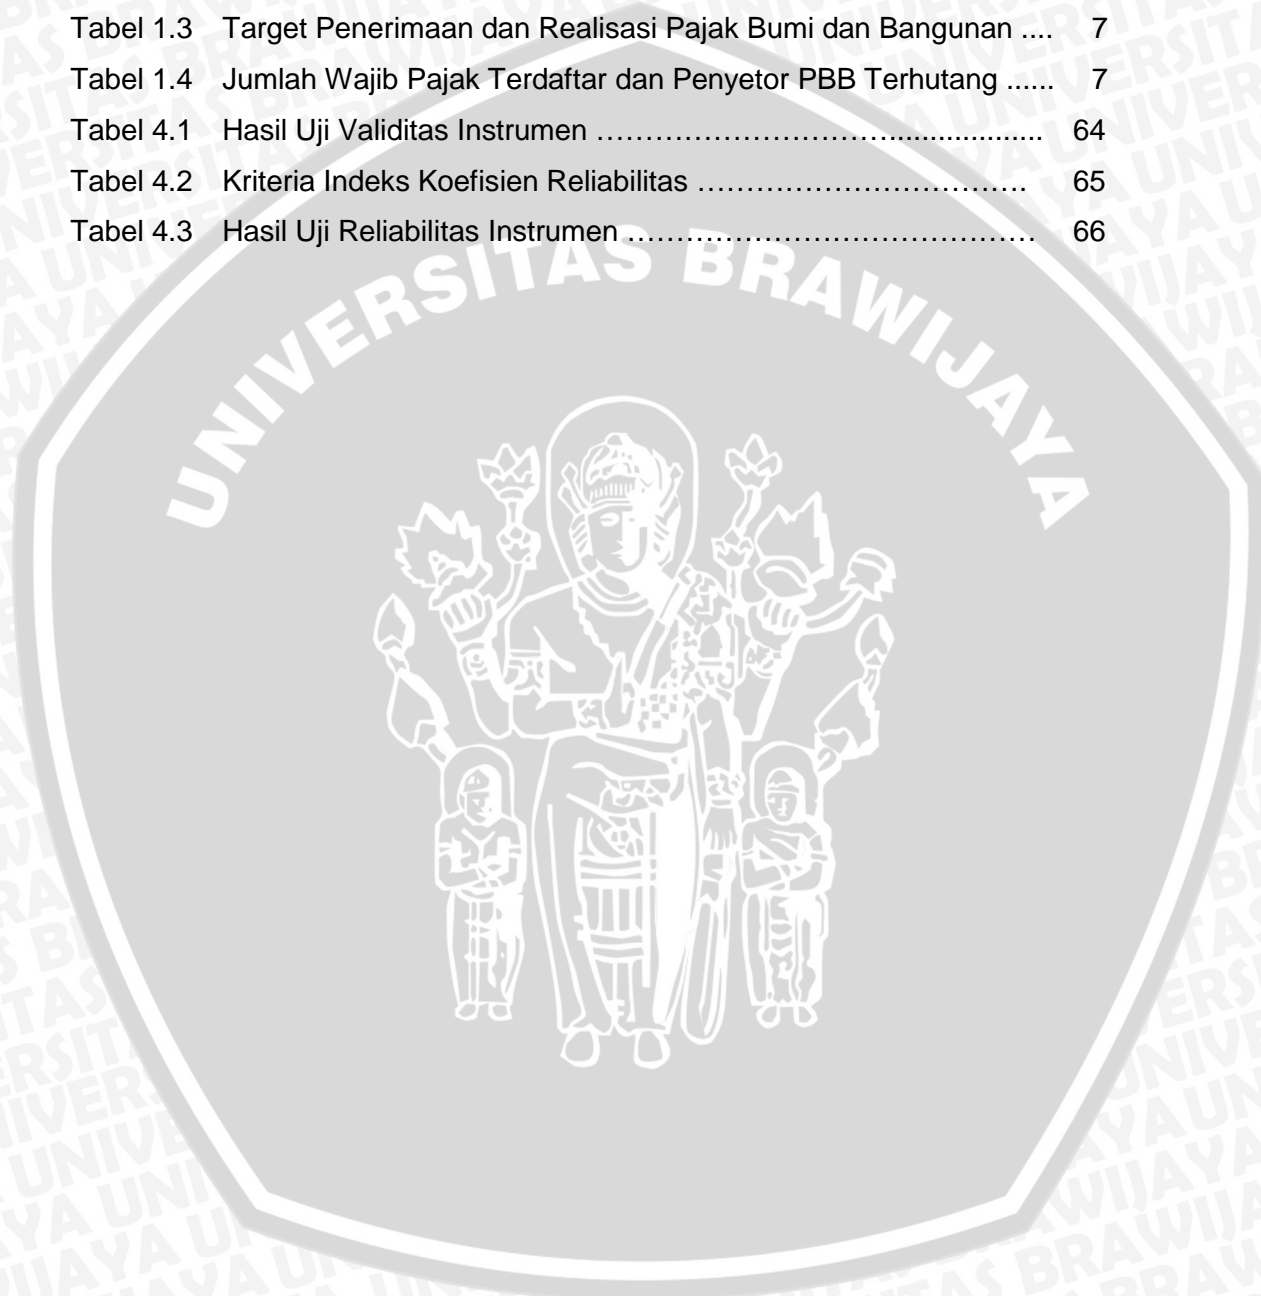 Tabel 1.3 Target Penerimaan dan Realisasi Pajak Bumi dan Bangunan .... 7
Tabel 1.4 Jumlah Wajib Pajak Terdaftar dan Penyetor PBB Terhutang ...... 7
Tabel 4.1 Hasil Uji Validitas Instrumen ................................................ 64
Tabel 4.2 Kriteria Indeks Koefisien Reliabilitas ................................. 65
Tabel 4.3 Hasil Uji Reliabilitas Instrumen ........................................ 66
UNIVERSITAS BRAWIJAYA